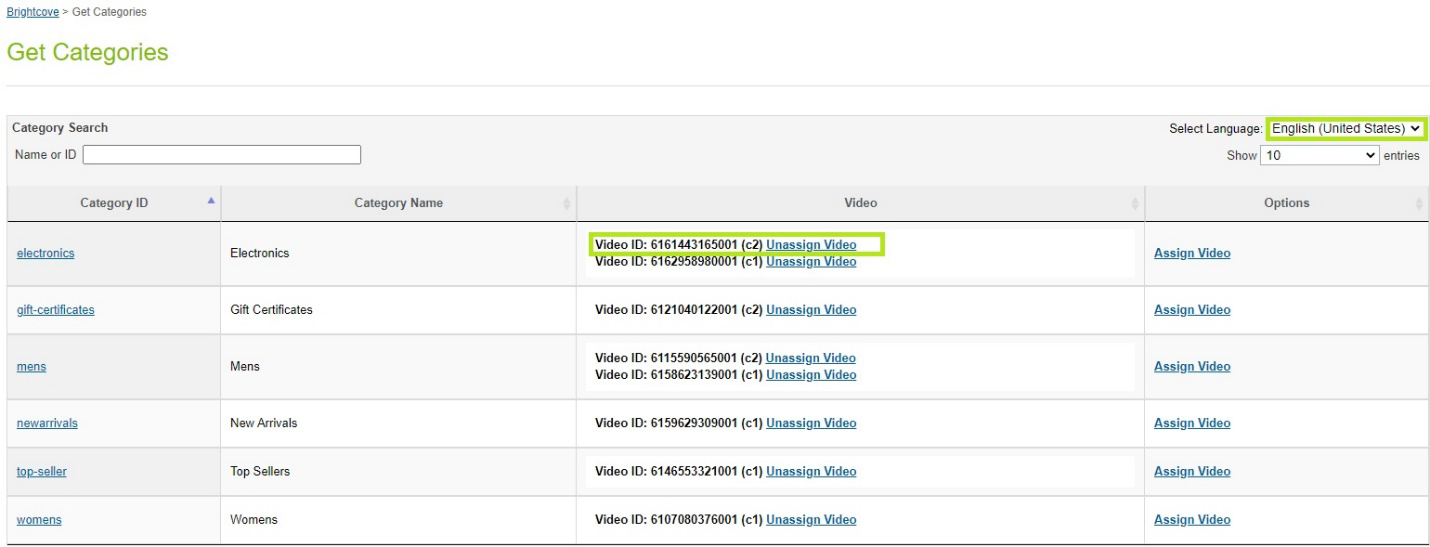 Brightcove > Get Categories
Get Categories
Category Search
Select Language: English (United States)
Name or ID
Show 10 entries
Category ID Category Name Video Options
electronics Electronics Video ID: 6161443165001 (c2) Unassign Video Assign Video
Video ID: 6162958980001 (c1) Unassign Video
gift-certificates Gift Certificates Video ID: 6121040122001 (c2) Unassign Video Assign Video
mens Mens Video ID: 6115590565001 (c2) Unassign Video Assign Video
Video ID: 6158623139001 (c1) Unassign Video
newarrivals New Arrivals Video ID: 6159629309001 (c1) Unassign Video Assign Video
top-seller Top Sellers Video ID: 6146553321001 (c1) Unassign Video Assign Video
womens Womens Video ID: 6107080376001 (c1) Unassign Video Assign Video